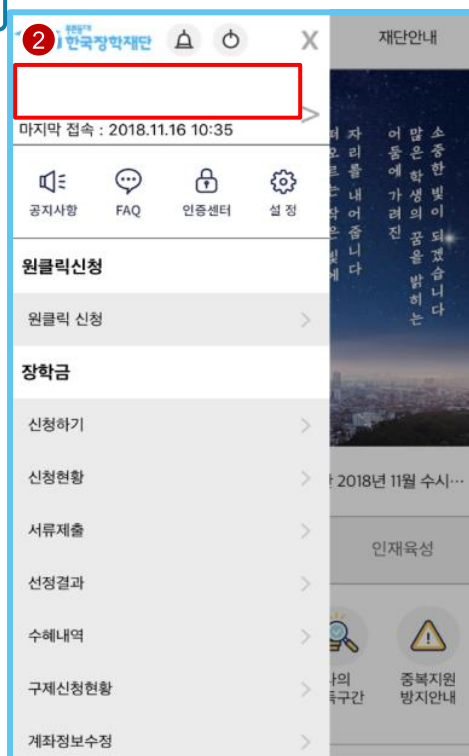 2
푸른등대
한국장학재단
X
재단안내
마지막 접속 : 2018.11.16 10:35
>
공지사항
FAQ
인증센터
설 정
원클릭신청
원클릭 신청
장학금
신청하기
신청현황
서류제출
선정결과
수혜내역
구제신청현황
계좌정보수정
소중한 빛이 되겠습니다
많은 학생의 꿈을 밝히는
어둠에 가려진
자리를 내어줍니다
2018년 11월 수시…
인재육성
중복지원
방지안내